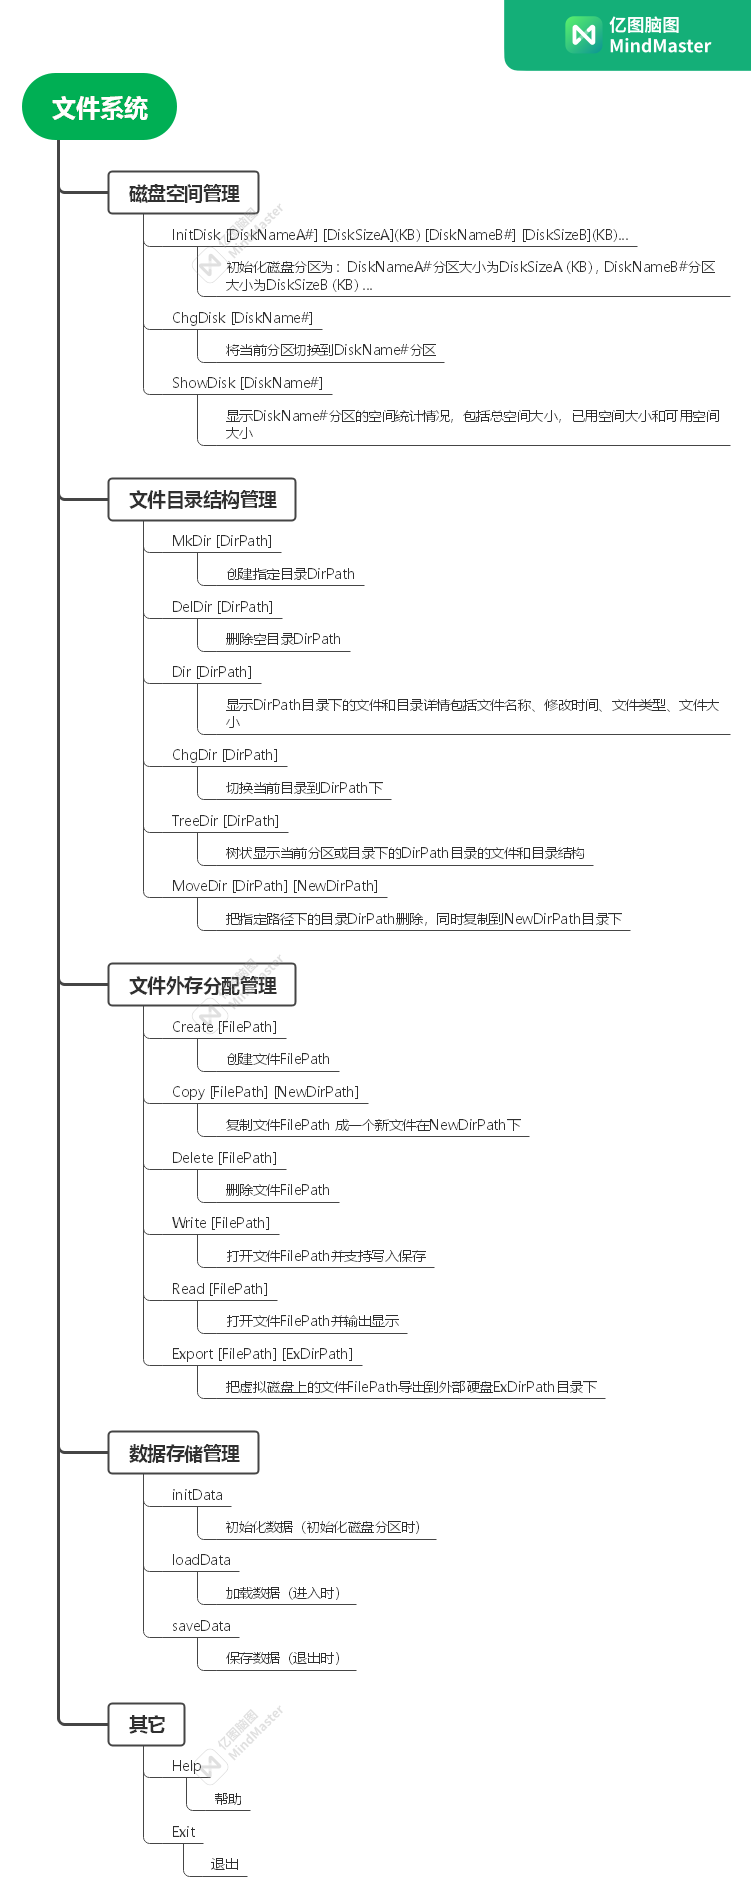 亿图脑图
MindMaster
文件系统
磁盘空间管理
InitDisk [DiskNameA#] [DiskSizeA](KB) [DiskNameB#] [DiskSizeB](KB)...
初始化磁盘分区为：DiskNameA#分区大小为DiskSizeA (KB) , DiskNameB#分区
大小为DiskSizeB (KB) ...
ChgDisk [DiskName#]
将当前分区切换到DiskName#分区
ShowDisk [DiskName#]
显示DiskName#分区的空间统计情况，包括总空间大小，已用空间大小和可用空间
大小
文件目录结构管理
MkDir [DirPath]
创建指定目录DirPath
DelDir [DirPath]
删除空目录DirPath
Dir [DirPath]
显示DirPath目录下的文件和目录详情包括文件名称、修改时间、文件类型、文件大
小
ChgDir [DirPath]
切换当前目录到DirPath下
TreeDir [DirPath]
树状显示当前分区或目录下的DirPath目录的文件和目录结构
MoveDir [DirPath] [NewDirPath]
把指定路径下的目录DirPath删除，同时复制到NewDirPath目录下
文件外存分配管理
Create [FilePath]
创建文件FilePath
Copy [FilePath] [NewDirPath]
复制文件FilePath 成一个新文件在NewDirPath下
Delete [FilePath]
删除文件FilePath
Write [FilePath]
打开文件FilePath并支持写入保存
Read [FilePath]
打开文件FilePath并输出显示
Export [FilePath] [ExDirPath]
把虚拟磁盘上的文件FilePath导出到外部硬盘ExDirPath目录下
数据存储管理
initData
初始化数据（初始化磁盘分区时）
loadData
加载数据（进入时）
saveData
保存数据（退出时）
其它
Help
帮助
Exit
退出
亿图脑图
MindMaster
亿图脑图
MindMaster
亿图脑图
MindMaster